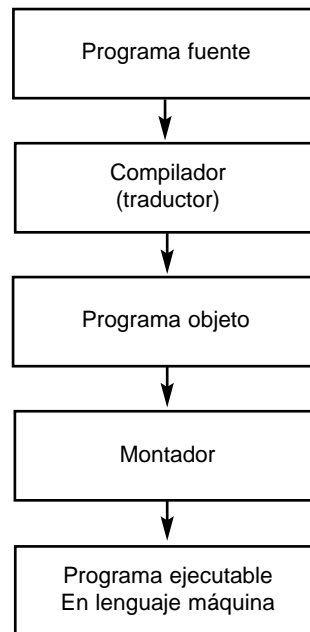 Programa fuente
Compilador
(traductor)
Programa objeto
Montador
Programa ejecutable
En lenguaje máquina